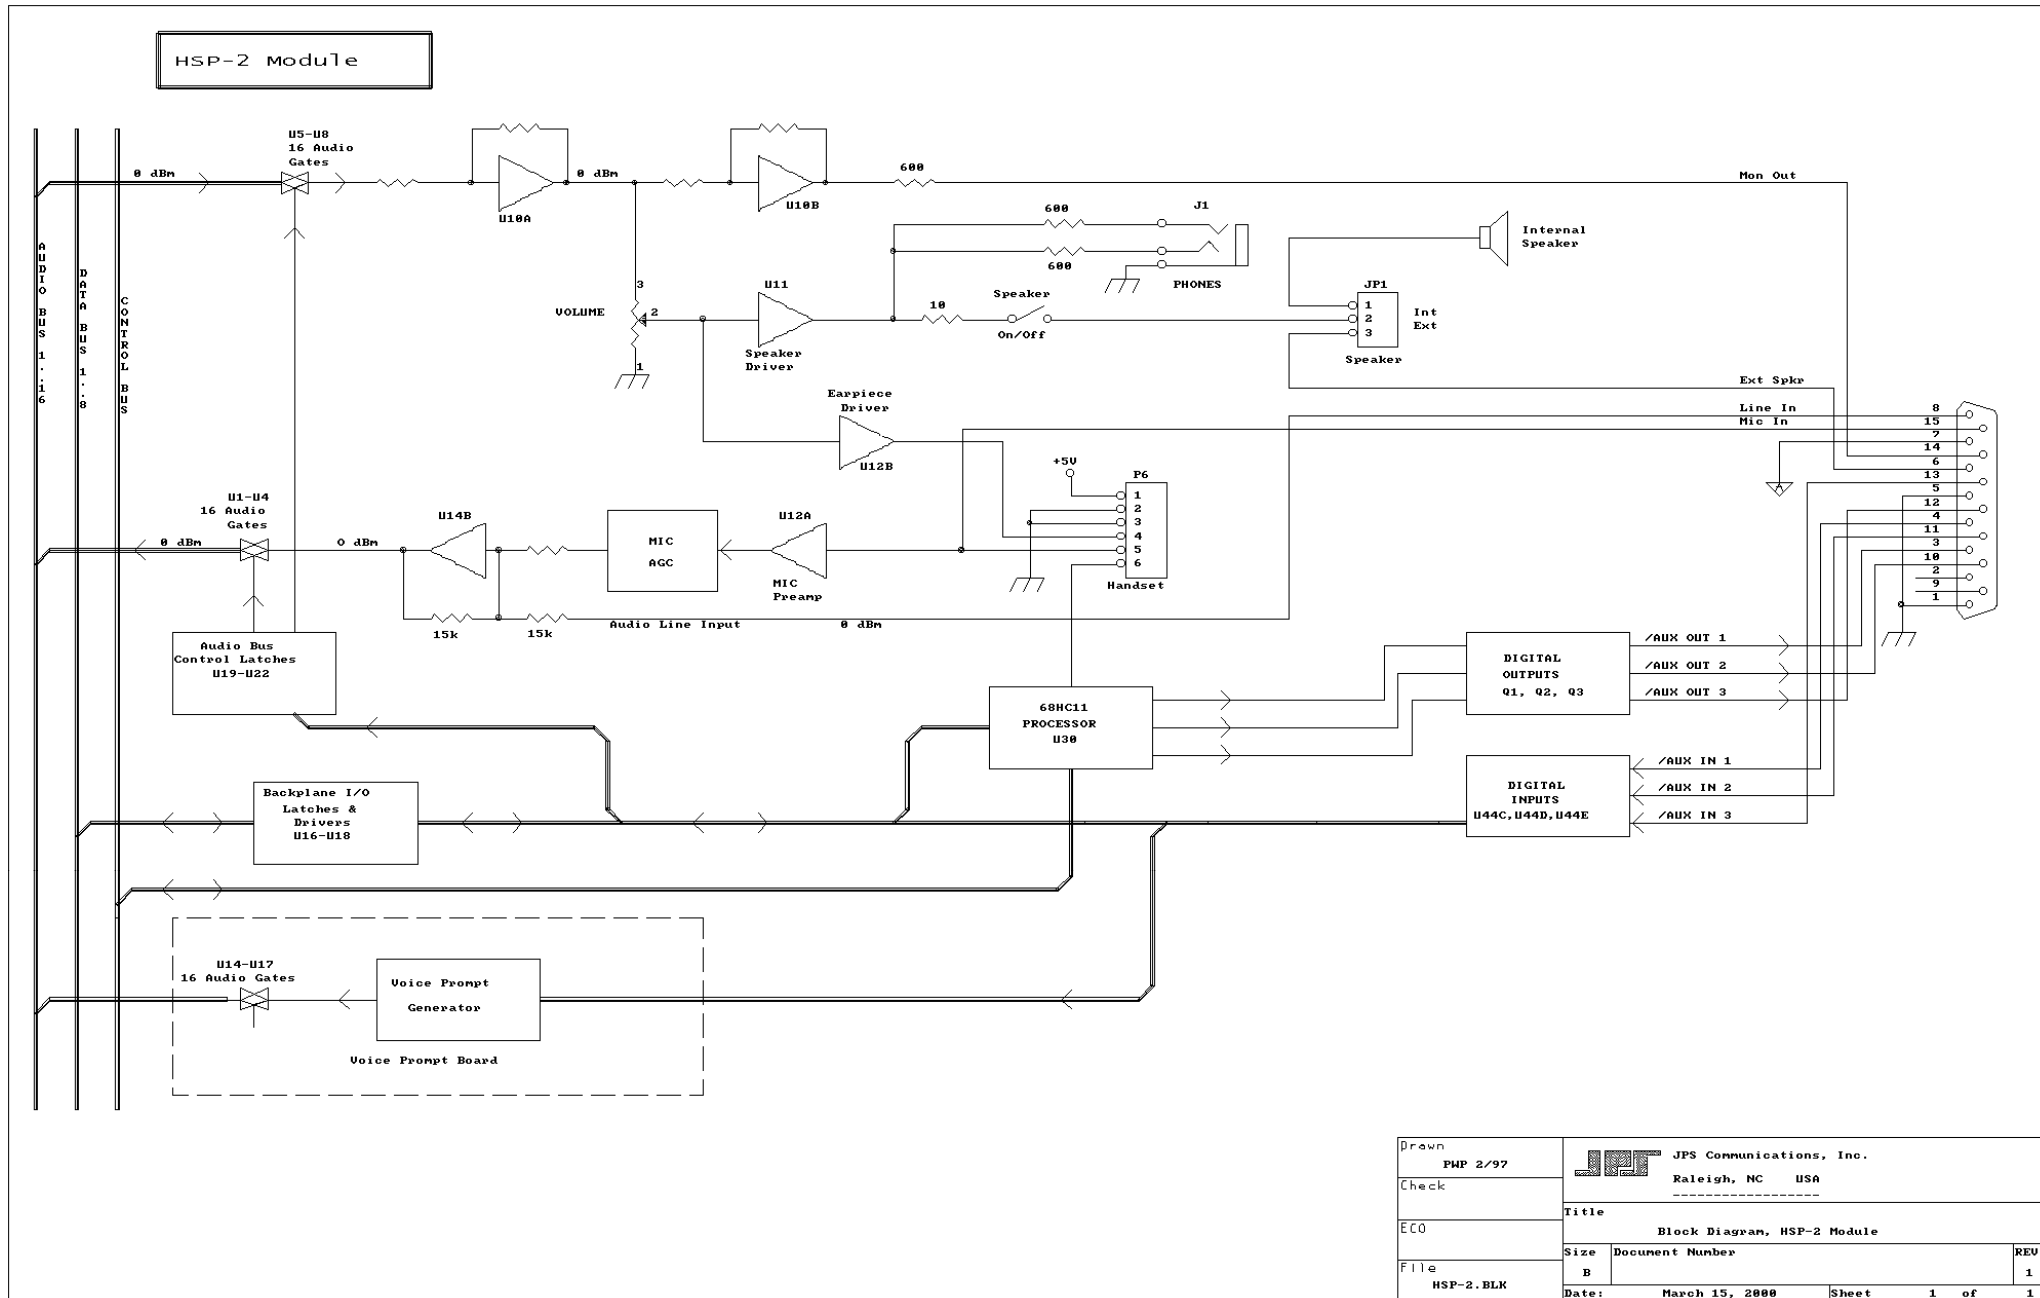 HSP-2 Module
U5-U8
16 Audio
Gates
0 dBm
U10A
0 dBm
U10B
600
Mon Out
AUDIO BUS 1..16
DATA BUS 1..8
CONTROL BUS
600
J1
600
PHONES
Internal
Speaker
VOLUME
3
2
1
U11
Speaker
Driver
10
Speaker
On/Off
JP1
1
2
3
Int
Ext
Speaker
Ext Spkr
Earpiece
Driver
U12B
Line In
Mic In
8
15
7
14
6
13
5
12
4
11
3
10
2
9
1
+5V
P6
1
2
3
4
5
6
Handset
U1-U4
16 Audio
Gates
0 dBm
O dBm
U14B
MIC
AGC
U12A
MIC
Preamp
15k
15k
Audio Line Input
0 dBm
Audio Bus
Control Latches
U19-U22
68HC11
PROCESSOR
U30
DIGITAL
OUTPUTS
Q1, Q2, Q3
/AUX OUT 1
/AUX OUT 2
/AUX OUT 3
DIGITAL
INPUTS
U44C,U44D,U44E
/AUX IN 1
/AUX IN 2
/AUX IN 3
Backplane I/O
Latches &
Drivers
U16-U18
U14-U17
16 Audio Gates
Voice Prompt
Generator
Voice Prompt Board
Drawn
PWP 2/97
Check
ECO
File
HSP-2.BLK
JPS
JPS Communications, Inc.
Raleigh, NC USA
------------------
Title
Block Diagram, HSP-2 Module
Size
B
Document Number
REV
1
Date: March 15, 2000
Sheet 1 of 1